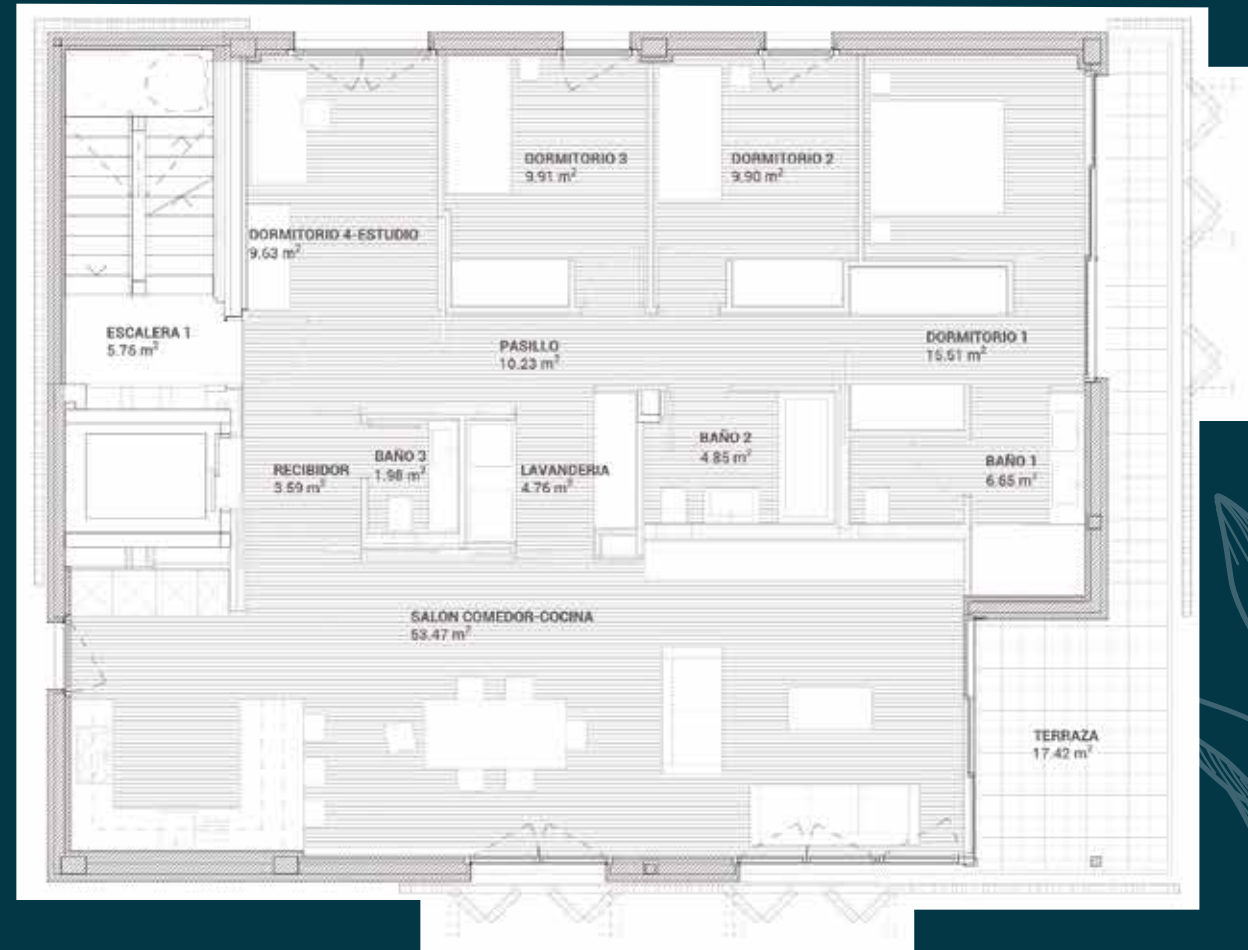 DORMITORIO 3
9.91 m²
DORMITORIO 2
9.90 m²
DORMITORIO 4-ESTUDIO
9.63 m²
ESCALERA 1
5.76 m²
PASILLO
10.23 m²
DORMITORIO 1
15.51 m²
RECIBIDOR
3.59 m²
BAÑO 3
1.98 m²
LAVANDERIA
4.76 m²
BAÑO 2
4.85 m²
BAÑO 1
6.65 m²
SALON COMEDOR-COCINA
53.47 m²
TERRAZA
17.42 m²